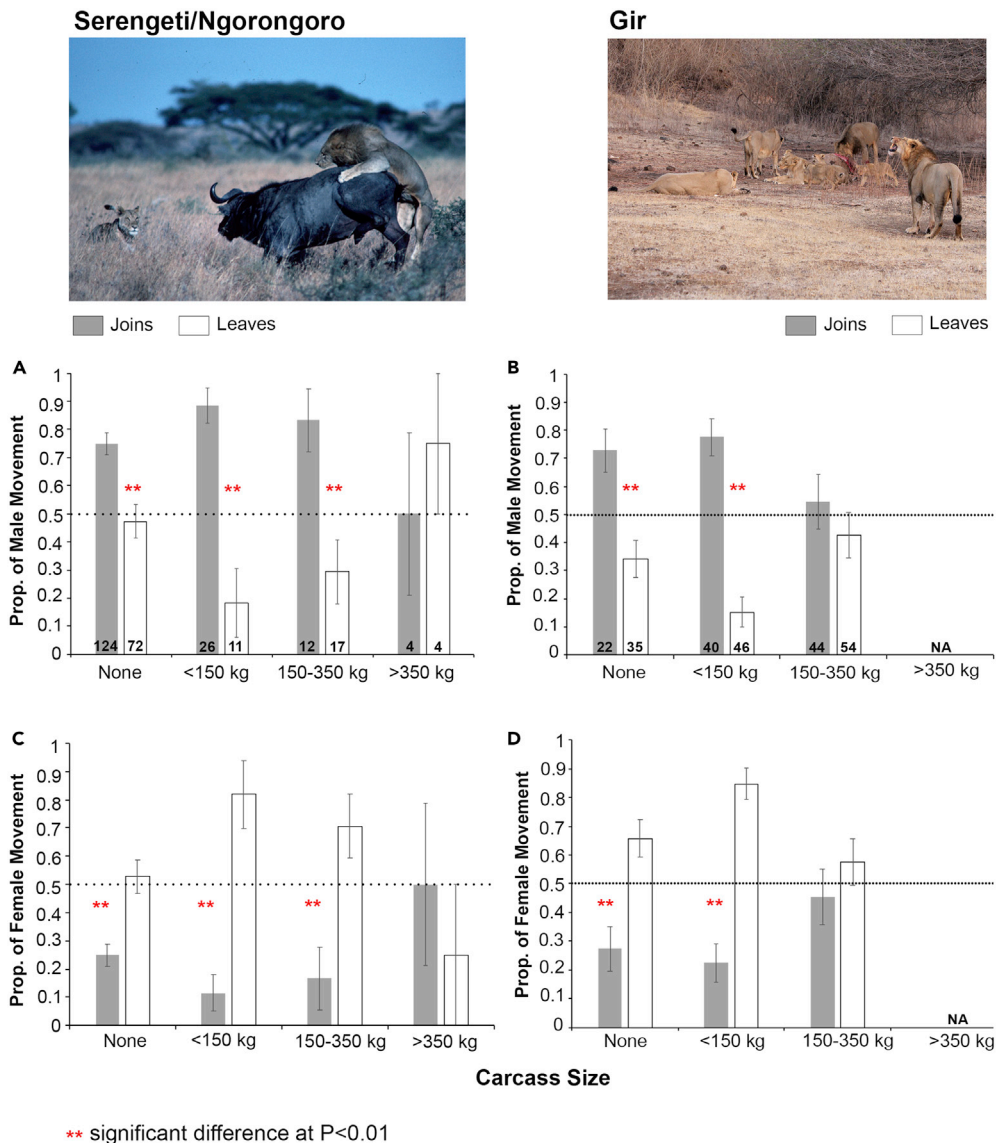 Serengeti/Ngorongoro
Gir
Joins Leaves
Joins Leaves
A
Prop. of Male Movement
1
0.9
0.8
0.7
0.6
0.5
0.4
0.3
0.2
0.1
0
124 72 26 11 12 17 4 4
None <150 kg 150-350 kg >350 kg
** ** **
B
Prop. of Male Movement
1
0.9
0.8
0.7
0.6
0.5
0.4
0.3
0.2
0.1
0
22 35 40 46 44 54 NA
None <150 kg 150-350 kg >350 kg
** **
C
Prop. of Female Movement
1
0.9
0.8
0.7
0.6
0.5
0.4
0.3
0.2
0.1
0
** ** **
None <150 kg 150-350 kg >350 kg
D
Prop. of Female Movement
1
0.9
0.8
0.7
0.6
0.5
0.4
0.3
0.2
0.1
0
** **
NA
None <150 kg 150-350 kg >350 kg
Carcass Size
** significant difference at P<0.01